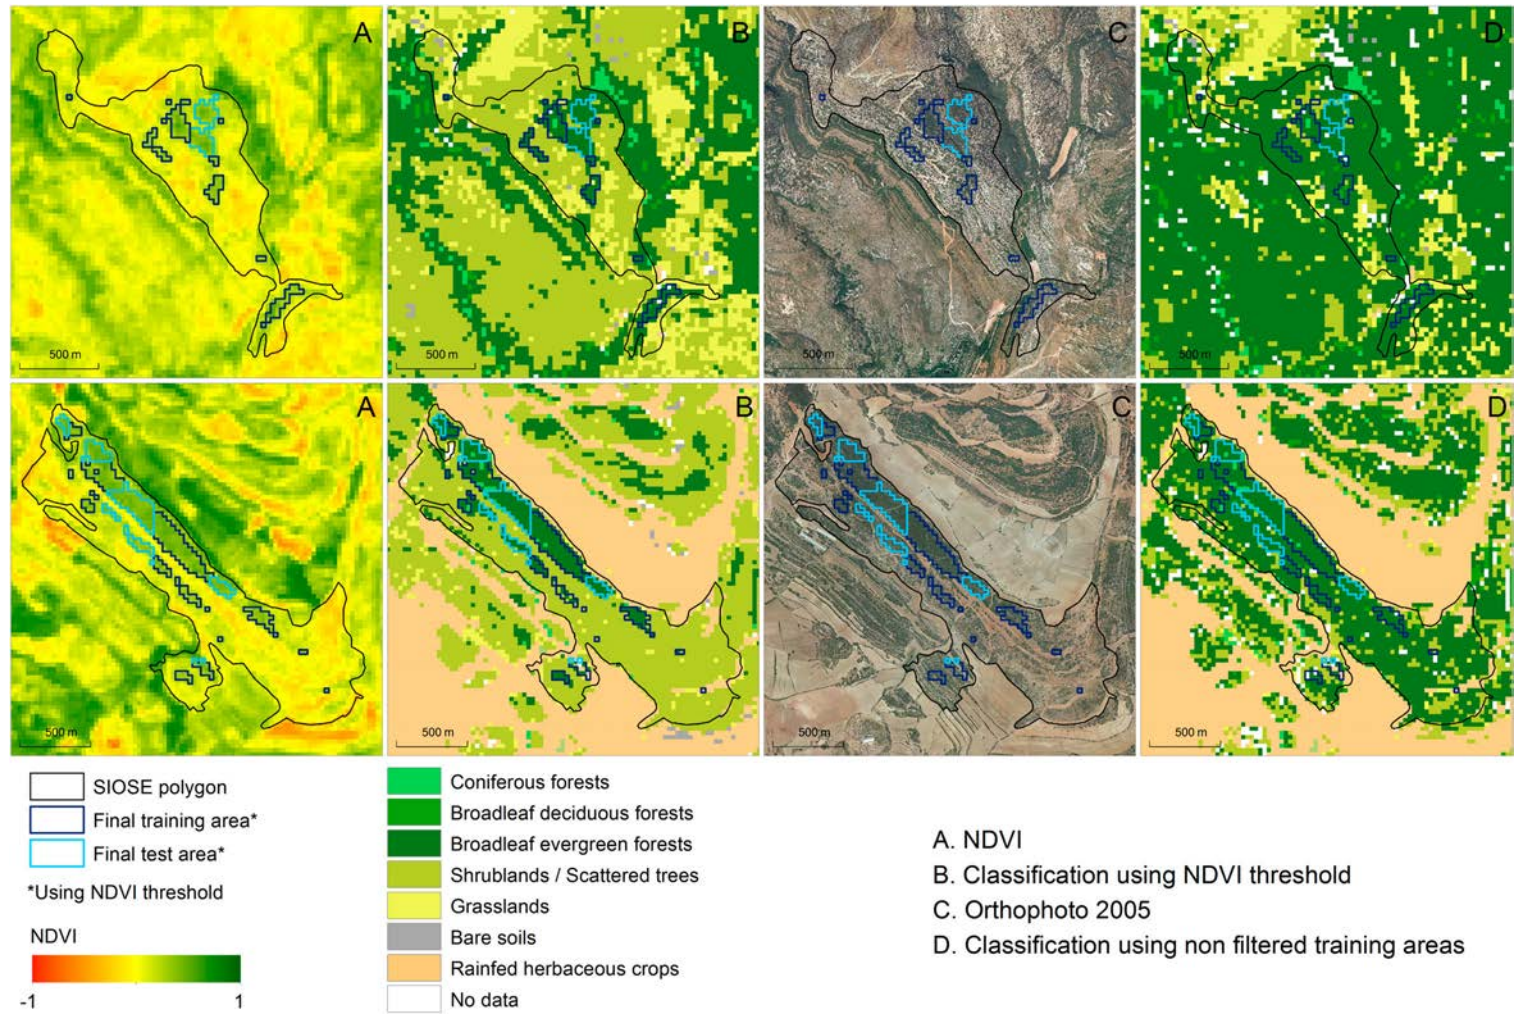 A
B
C
D
500 m
500 m
500 m
500 m
A
B
C
D
500 m
500 m
500 m
500 m
SIOSE polygon
Final training area*
Final test area*
*Using NDVI threshold
NDVI
-1
1
Coniferous forests
Broadleaf deciduous forests
Broadleaf evergreen forests
Shrublands / Scattered trees
Grasslands
Bare soils
Rainfed herbaceous crops
No data
A. NDVI
B. Classification using NDVI threshold
C. Orthophoto 2005
D. Classification using non filtered training areas